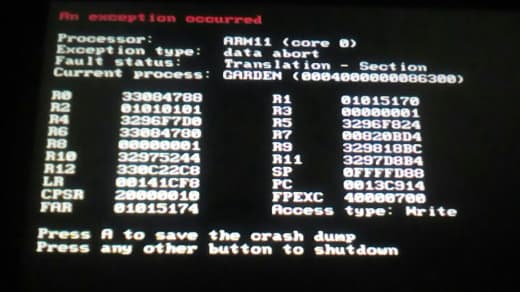 An exception occurred
Processor: ARM11 (core 0)
Exception type: data abort
Fault status: Translation - Section
Current process: GARDEN (0004000000086300)
R0 33084788 R1 01015170
R2 01010101 R3 00000001
R4 3296F7D0 R5 3296F824
R6 33084780 R7 00820BD4
R8 00000001 R9 329818BC
R10 32975244 R11 3297D8B4
R12 330C22C8 SP 0FFFFD88
LR 00141CF8 PC 0013C914
CPSR 20000010 FPEXC 40000700
FAR 01015174 Access type: Write
Press A to save the crash dump
Press any other button to shutdown